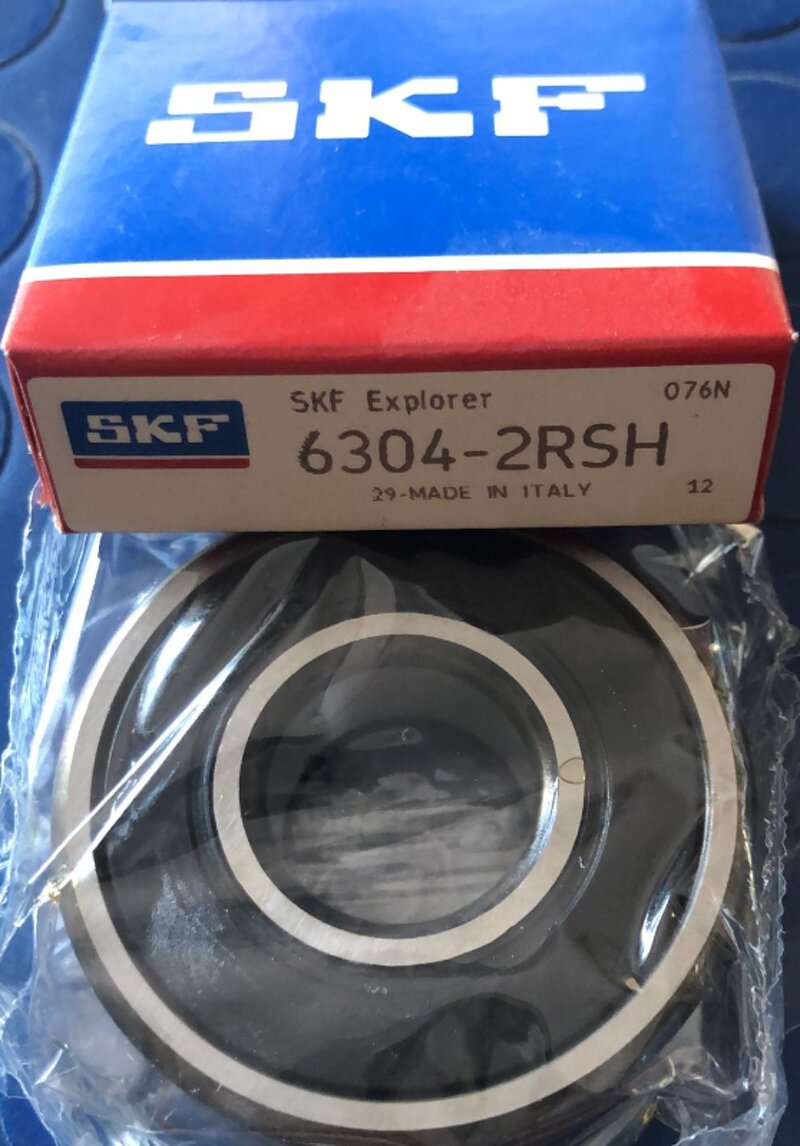 SKF
SKF
SKF Explorer
076N
6304-2RSH
29-MADE IN ITALY
12